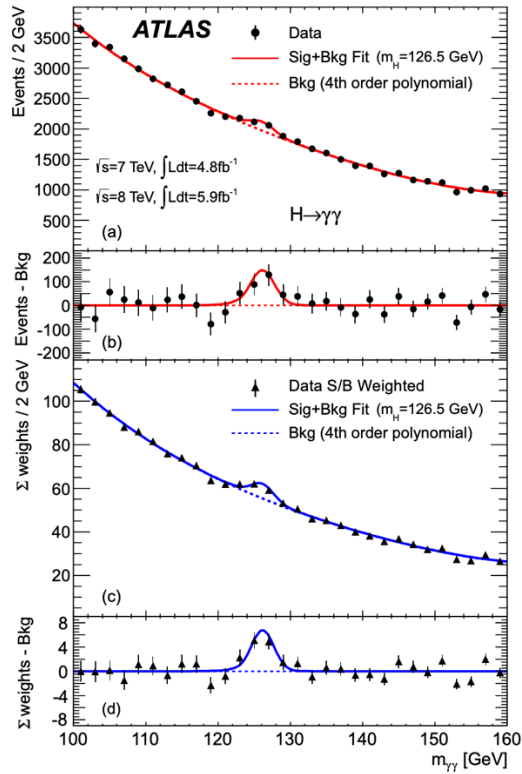 ATLAS
Data
Sig+Bkg Fit (m_H=126.5 GeV)
Bkg (4th order polynomial)
Events / 2 GeV
3500
3000
2500
2000
1500
1000
500
√s=7 TeV, ∫Ldt=4.8fb⁻¹
√s=8 TeV, ∫Ldt=5.9fb⁻¹
H→γγ
(a)
Events - Bkg
200
100
0
-100
-200
(b)
Σ weights / 2 GeV
100
80
60
40
20
Data S/B Weighted
Sig+Bkg Fit (m_H=126.5 GeV)
Bkg (4th order polynomial)
(c)
Σ weights - Bkg
8
4
0
-4
-8
(d)
100 110 120 130 140 150 160
m_γγ [GeV]